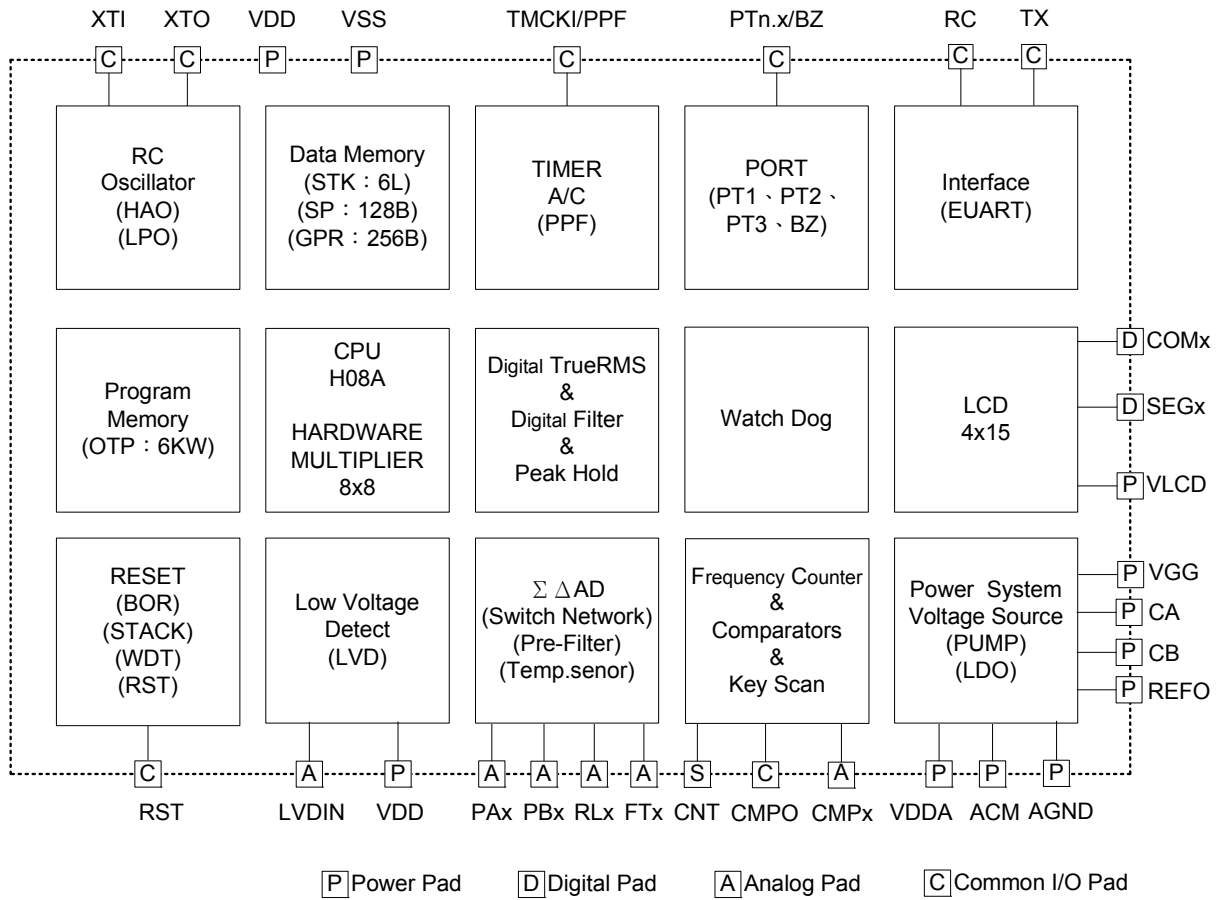 XTI XTO VDD VSS TMCKI/PPF PTn.x/BZ RC TX
C C P P C C C C
RC
Oscillator
(HAO)
(LPO)
Data Memory
(STK：6L)
(SP：128B)
(GPR：256B)
TIMER
A/C
(PPF)
PORT
(PT1、PT2、
PT3、BZ)
Interface
(EUART)
Program
Memory
(OTP：6KW)
CPU
H08A
HARDWARE
MULTIPLIER
8x8
Digital TrueRMS
&
Digital Filter
&
Peak Hold
Watch Dog
LCD
4x15
D COMx
D SEGx
P VLCD
RESET
(BOR)
(STACK)
(WDT)
(RST)
Low Voltage
Detect
(LVD)
Σ Δ AD
(Switch Network)
(Pre-Filter)
(Temp.senor)
Frequency Counter
&
Comparators
&
Key Scan
Power System
Voltage Source
(PUMP)
(LDO)
P VGG
P CA
P CB
P REFO
C A P A A A A S C A P P P
RST LVDIN VDD PAx PBx RLx FTx CNT CMPO CMPx VDDA ACM AGND
P Power Pad D Digital Pad A Analog Pad C Common I/O Pad